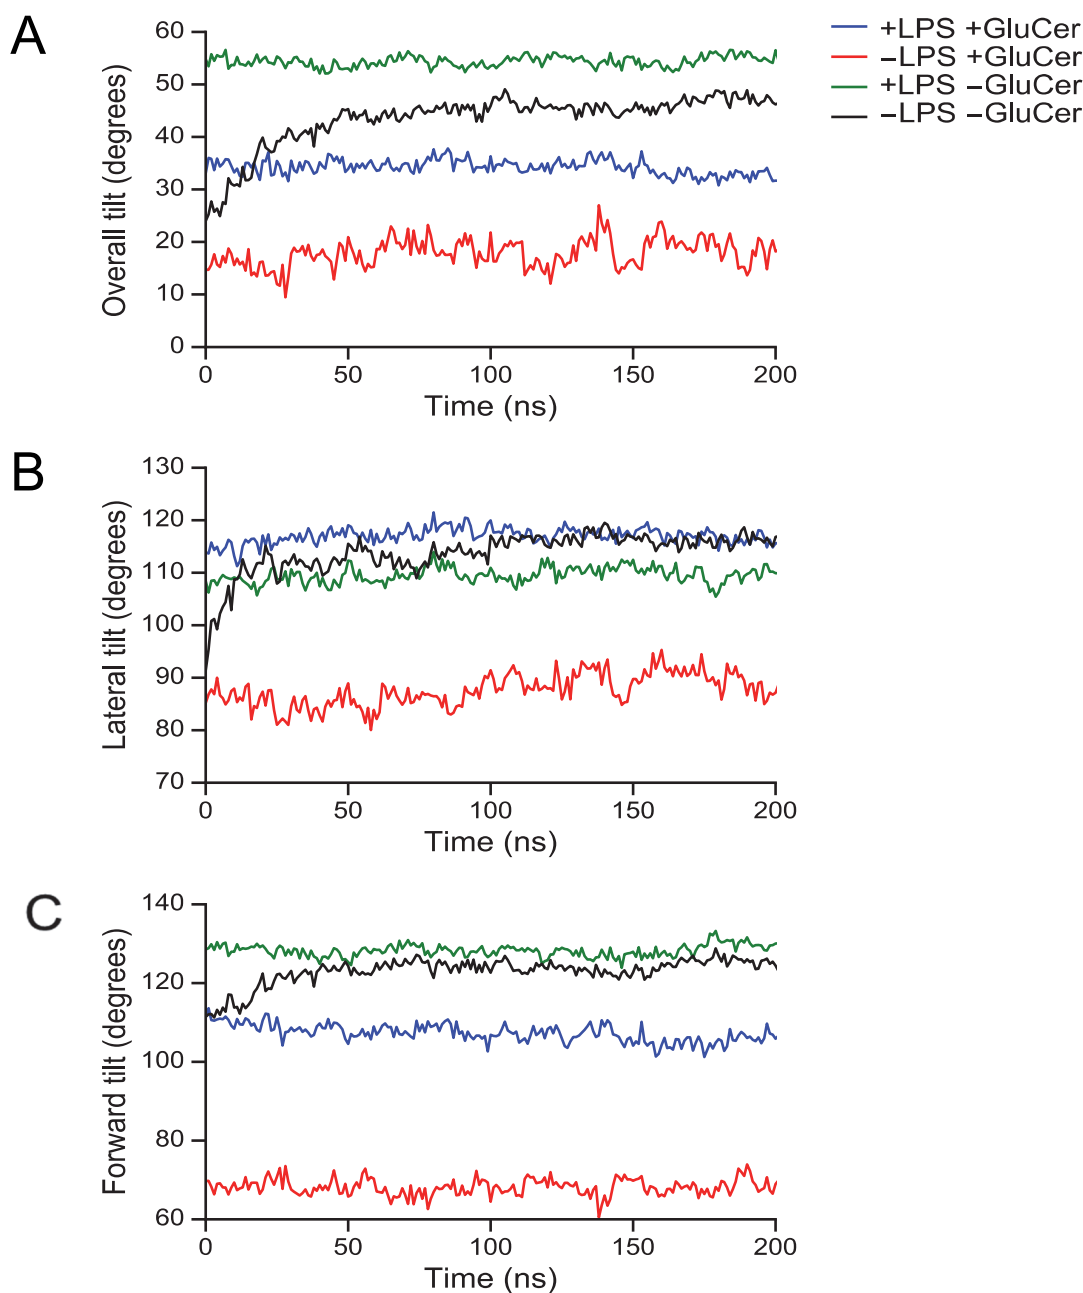 A
+LPS +GluCer
–LPS +GluCer
+LPS –GluCer
–LPS –GluCer
Overall tilt (degrees)
60
50
40
30
20
10
0
0 50 100 150 200
Time (ns)
B
Lateral tilt (degrees)
130
120
110
100
90
80
70
0 50 100 150 200
Time (ns)
C
Forward tilt (degrees)
140
120
100
80
60
0 50 100 150 200
Time (ns)